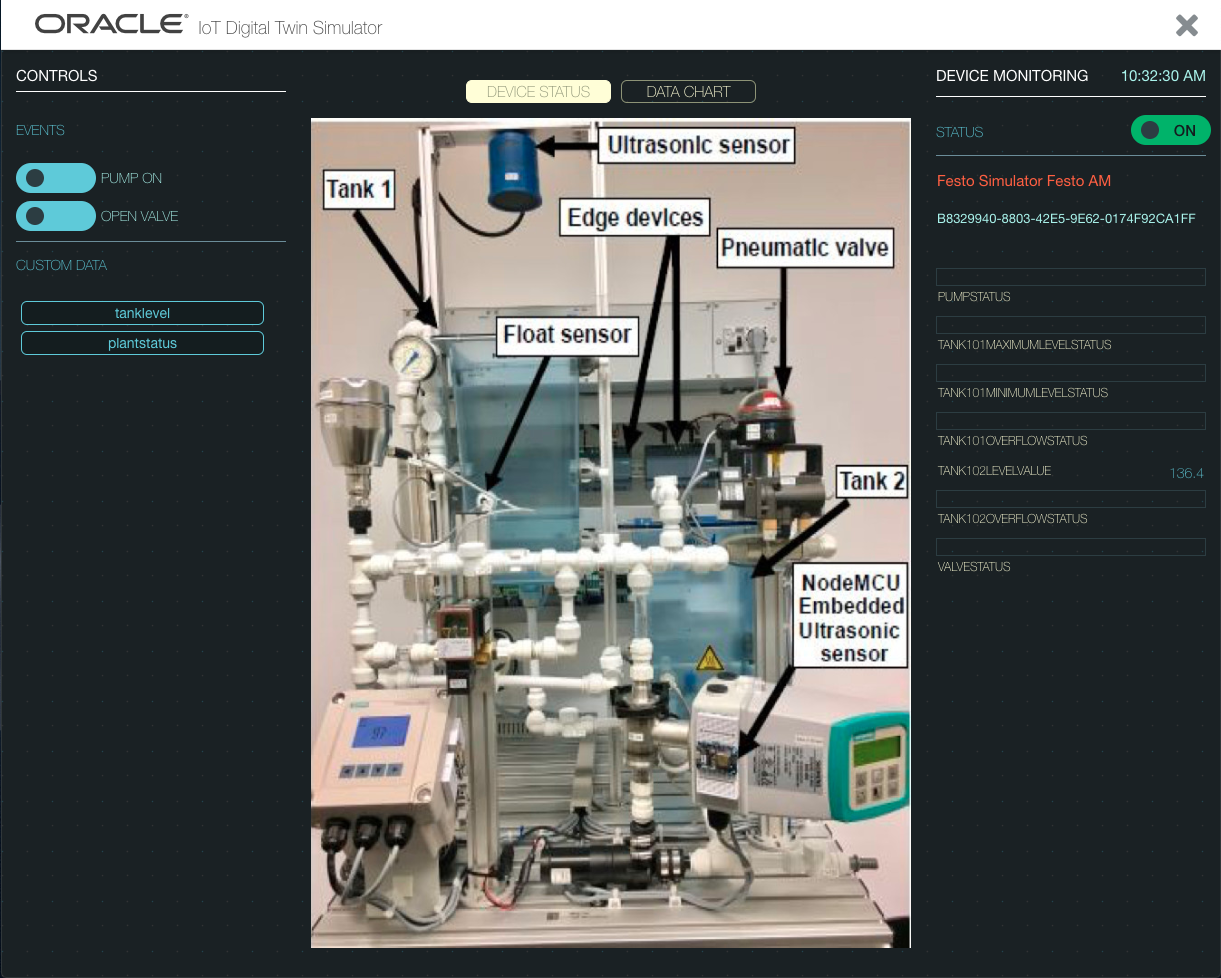 ORACLE® IoT Digital Twin Simulator
CONTROLS
EVENTS
PUMP ON
OPEN VALVE
CUSTOM DATA
tanklevel
plantstatus
DEVICE STATUS
DATA CHART
Ultrasonic sensor
Tank 1
Edge devices
Pneumatic valve
Float sensor
Tank 2
NodeMCU
Embedded
Ultrasonic
sensor
DEVICE MONITORING 10:32:30 AM
STATUS ON
Festo Simulator Festo AM
B8329940-8803-42E5-9E62-0174F92CA1FF
PUMPSTATUS
TANK101MAXIMUMLEVELSTATUS
TANK101MINIMUMLEVELSTATUS
TANK101OVERFLOWSTATUS
TANK102LEVELVALUE 136.4
TANK102OVERFLOWSTATUS
VALVESTATUS